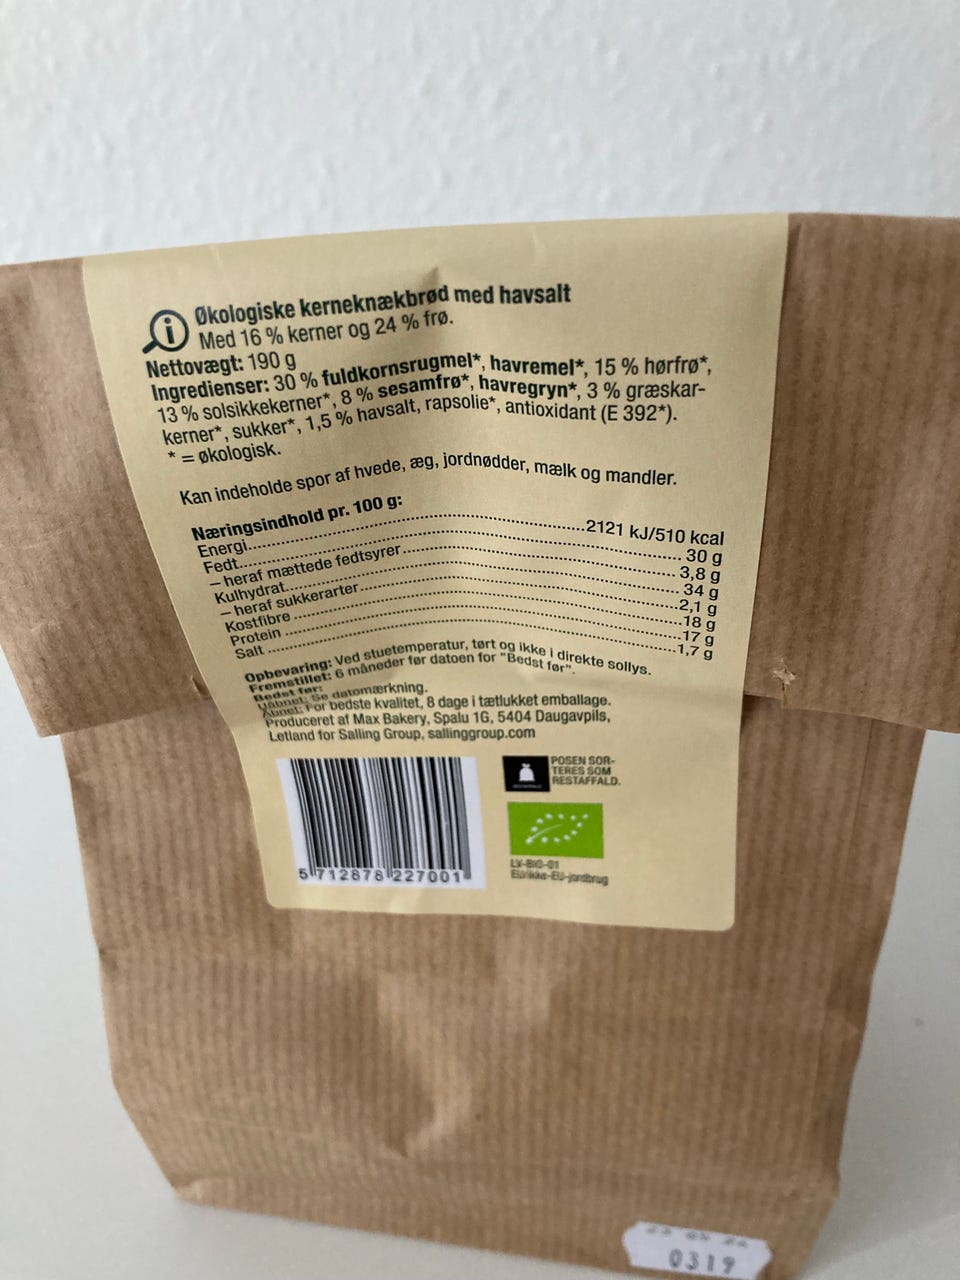 Økologiske kerneknækbrød med havsalt
Med 16 % kerner og 24 % frø.
Nettovægt: 190 g
Ingredienser: 30 % fuldkornsrugmel*, havremel*, 15 % hørfrø*,
13 % solsikkekerner*, 8 % sesamfrø*, havregryn*, 3 % græskar-
kerner*, sukker*, 1,5 % havsalt, rapsolie*, antioxidant (E 392*).
* = økologisk.
Kan indeholde spor af hvede, æg, jordnødder, mælk og mandler.
Næringsindhold pr. 100 g:
Energi 2121 kJ/510 kcal
Fedt 30 g
– heraf mættede fedtsyrer 3,8 g
Kulhydrat 34 g
– heraf sukkerarter 2,1 g
Kostfibre 18 g
Protein 17 g
Salt 1,7 g
Opbevaring: Ved stuetemperatur, tørt og ikke i direkte sollys.
Fremstillet: 6 måneder før datoen for "Bedst før".
Bedst før:
Uåbnet: Se datomærkning.
Åbnet: For bedste kvalitet, 8 dage i tætlukket emballage.
Produceret af Max Bakery, Spalu 1G, 5404 Daugavpils,
Letland for Salling Group, sallinggroup.com
POSEN SOR-
TERES SOM
RESTAFFALD.
LV-BIO-01
EU/ikke-EU-jordbrug
5 712878 227001
0319